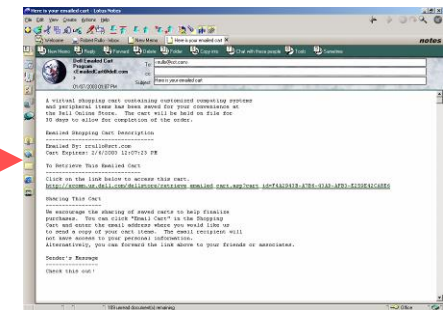 Here is your emailed cart - Lotus Notes
Welcome
New Memo
Here is your emailed cart
notes
New Memo Reply Forward Delete Folder Copy into Chat with these people Tools
Dell Emailed Cart
Program
To
cc
Subject
Here is your emailed cart
A virtual shopping cart containing customized computing systems
and peripheral items has been saved for your convenience at
the Dell Online Store. The cart will be held on file for
30 days to allow for completion of the order.
Emailed Shopping Cart Description
Emailed By:
Cart Expires: 2/6/2003 12:07:23 PM
To Retrieve This Emailed Cart
Click on the link below to access this cart.
Sharing This Cart
We encourage the sharing of saved carts to help finalize
purchases. You can click "Email Cart" in the Shopping
Cart and enter the email address where you would like us
to send a copy of your cart items. The email recipient will
not have access to your personal information.
Alternatively, you can forward the link above to your friends or associates.
Sender's Message
Check this out!
Office